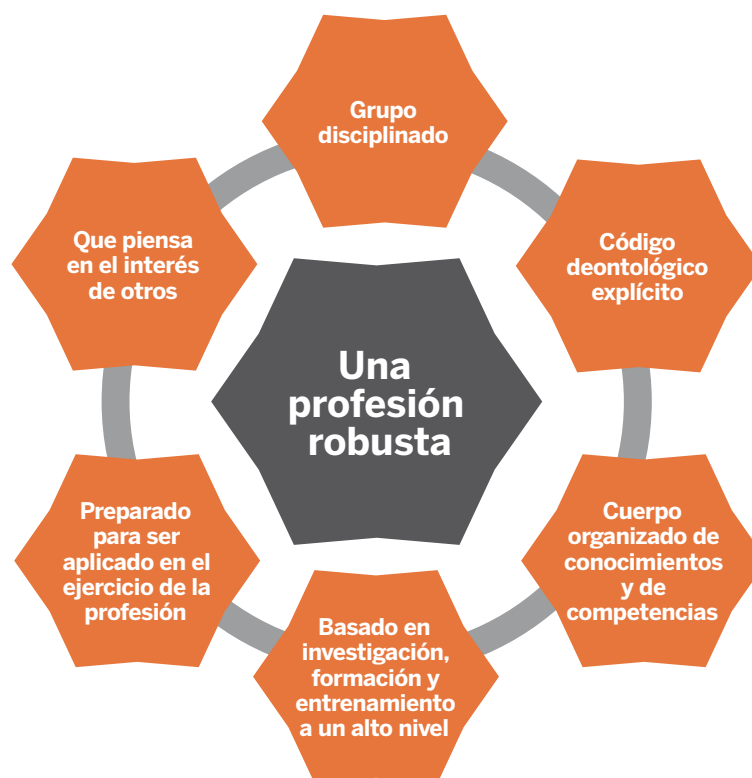 Grupo
disciplinado
Código
deontológico
explícito
Cuerpo
organizado de
conocimientos
y de
competencias
Basado en
investigación,
formación y
entrenamiento
a un alto nivel
Preparado
para ser
aplicado en el
ejercicio de la
profesión
Que piensa
en el interés
de otros
Una
profesión
robusta